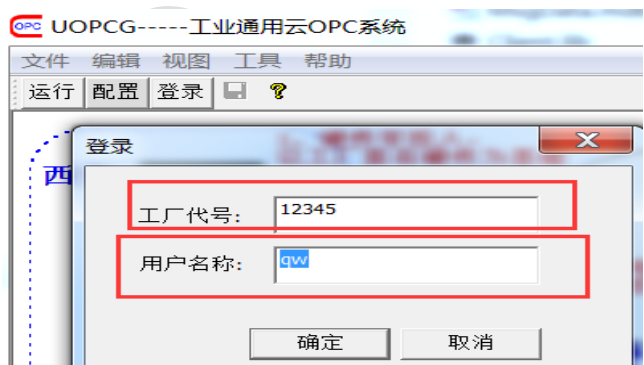 OPC UOPCG-----工业通用云OPC系统
文件 编辑 视图 工具 帮助
运行 配置 登录
登录
西
工厂代号: 12345
用户名称: qw
确定 取消